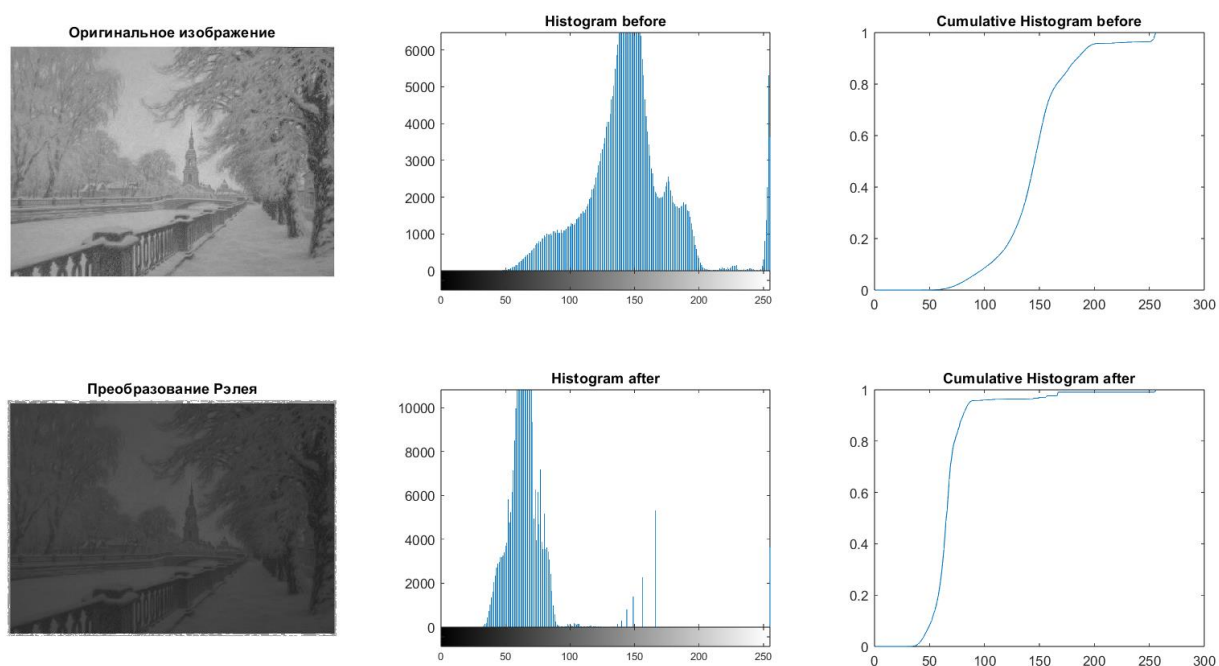 Оригинальное изображение
Histogram before
6000
5000
4000
3000
2000
1000
0
0 50 100 150 200 250
Cumulative Histogram before
1
0.8
0.6
0.4
0.2
0
0 50 100 150 200 250 300
Преобразование Рэлея
Histogram after
10000
8000
6000
4000
2000
0
0 50 100 150 200 250
Cumulative Histogram after
1
0.8
0.6
0.4
0.2
0
0 50 100 150 200 250 300